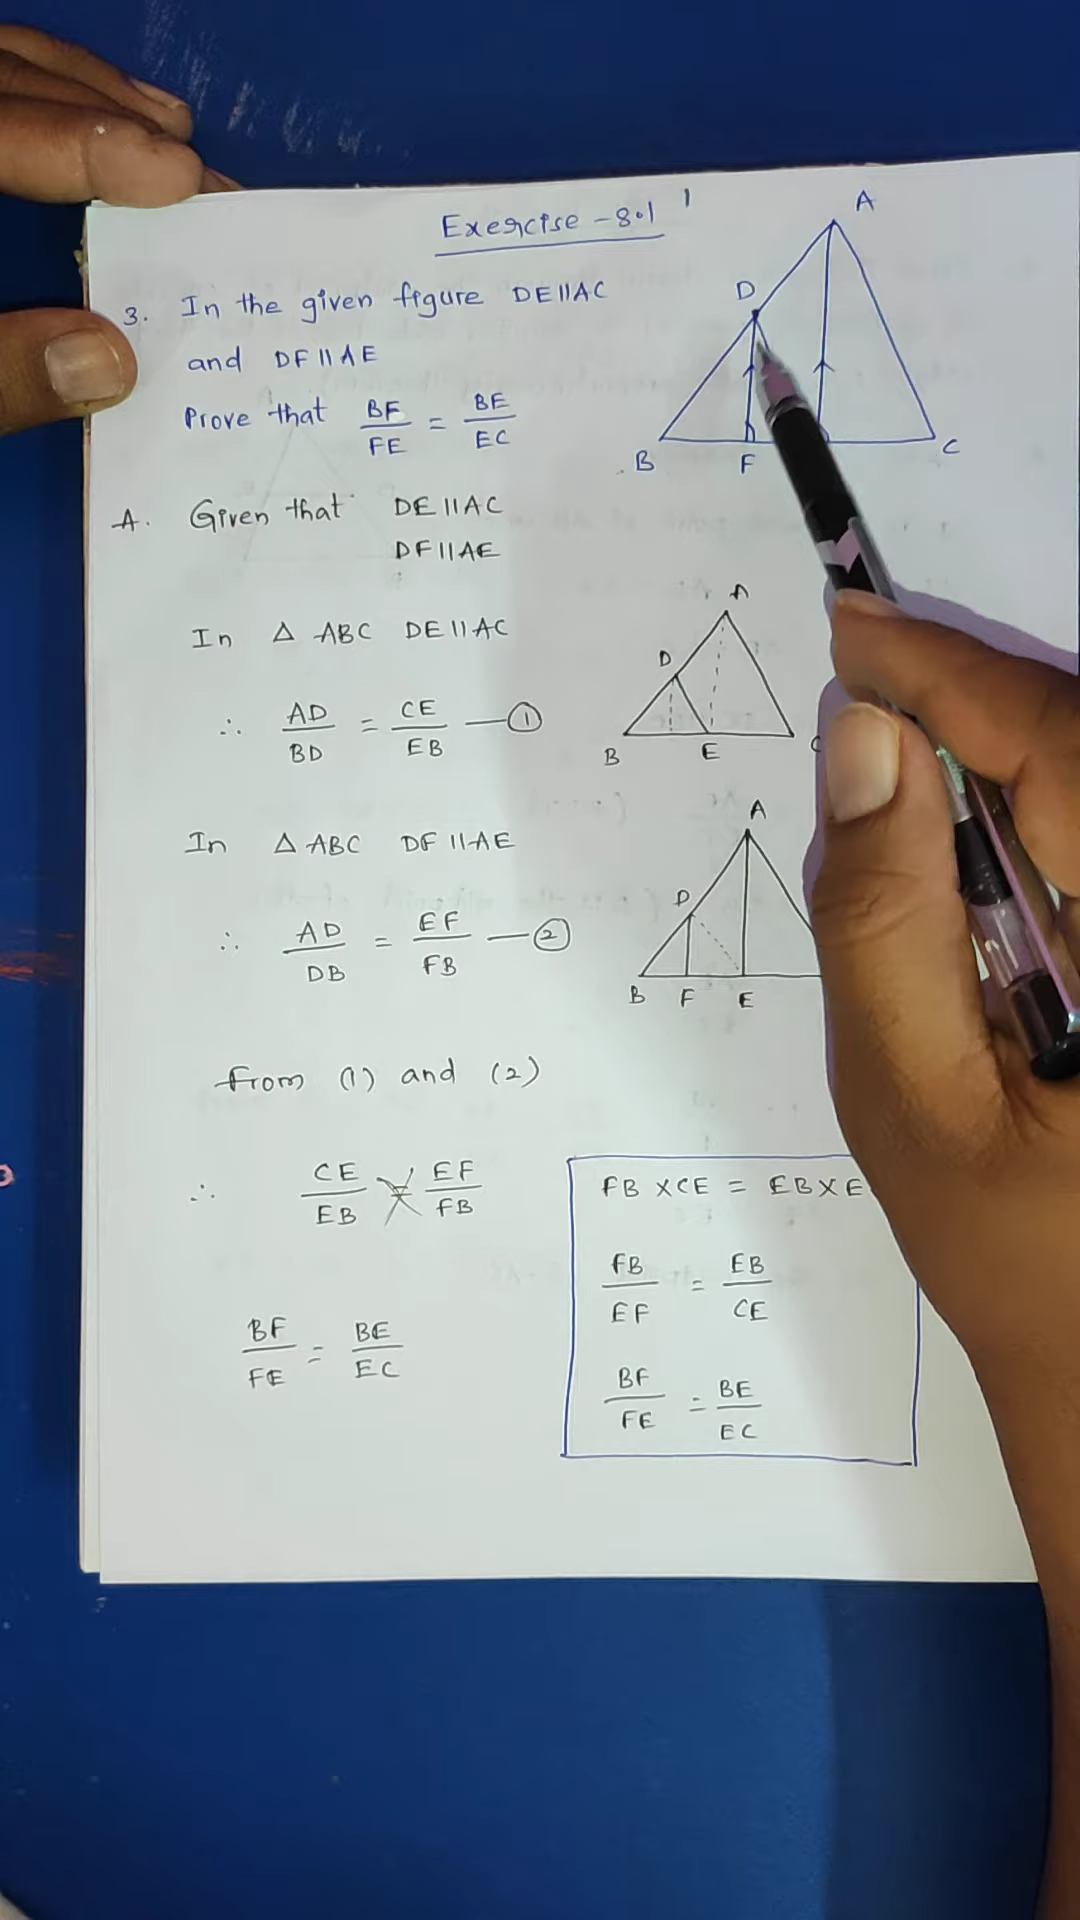 Exercise - 8.1
3. In the given figure DE||AC
and DF||AE
Prove that BF/FE = BE/EC
A
D
B F C
A. Given that DE||AC
DF||AE
In △ ABC DE||AC
∴ AD/BD = CE/EB — ①
A
D
B E
In △ ABC DF||AE
∴ AD/DB = EF/FB — ②
A
D
B F E
From (1) and (2)
∴ CE/EB = EF/FB
BF/FE = BE/EC
FB × CE = EB × E
FB/EF = EB/CE
BF/FE = BE/EC